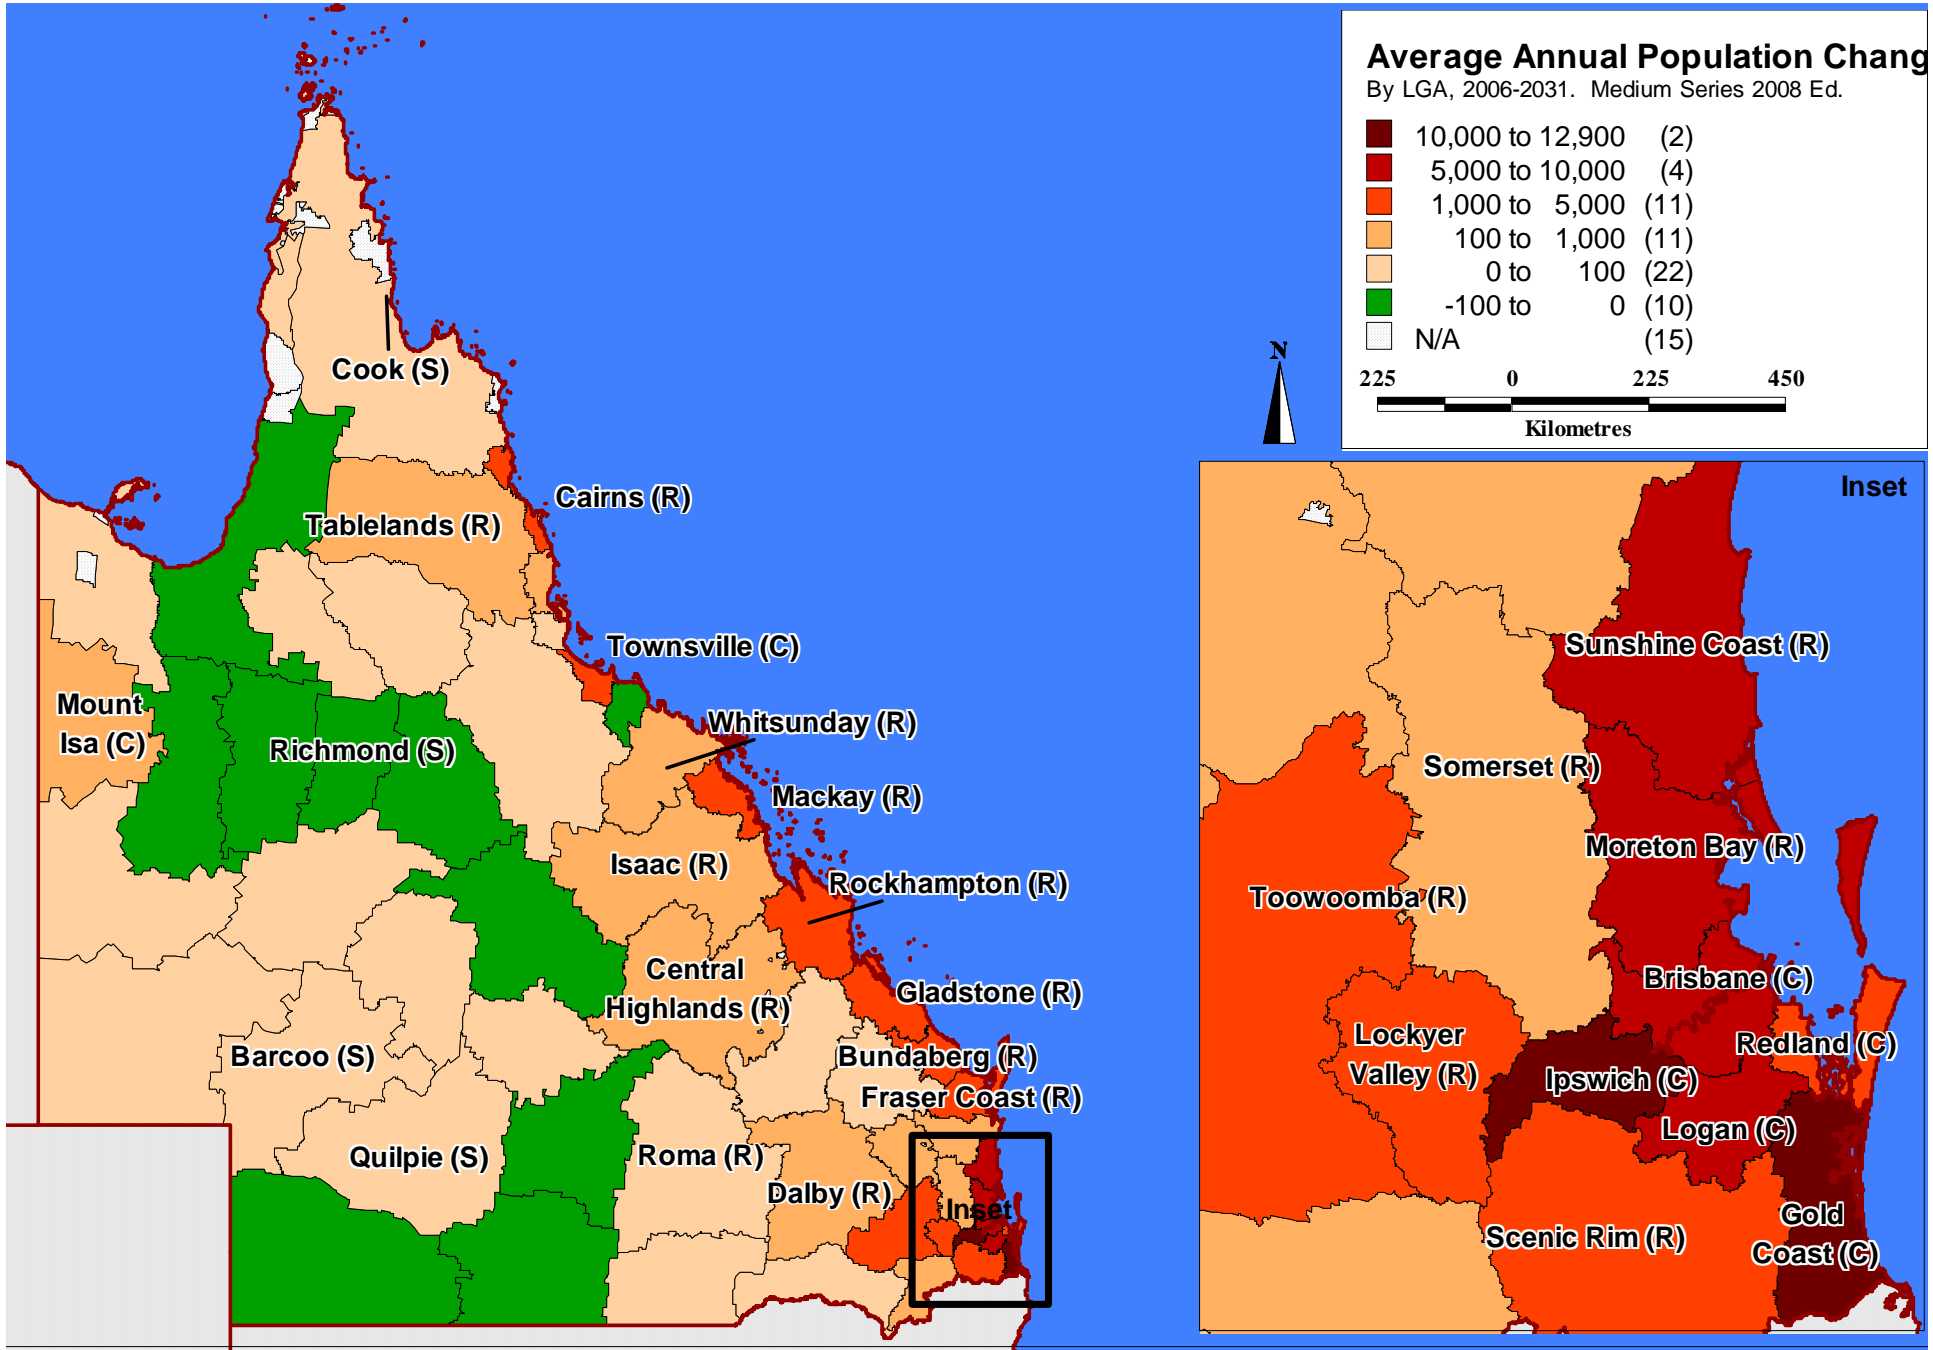 Average Annual Population Chang
By LGA, 2006-2031. Medium Series 2008 Ed.
10,000 to 12,900 (2)
5,000 to 10,000 (4)
1,000 to 5,000 (11)
100 to 1,000 (11)
0 to 100 (22)
-100 to 0 (10)
N/A (15)
225 0 225 450
Kilometres
N
Cook (S)
Cairns (R)
Tablelands (R)
Townsville (C)
Mount
Isa (C)
Whitsunday (R)
Richmond (S)
Mackay (R)
Isaac (R)
Rockhampton (R)
Central
Highlands (R)
Gladstone (R)
Barcoo (S)
Bundaberg (R)
Fraser Coast (R)
Quilpie (S)
Roma (R)
Dalby (R)
Inset
Inset
Sunshine Coast (R)
Somerset (R)
Moreton Bay (R)
Toowoomba (R)
Brisbane (C)
Lockyer
Valley (R)
Redland (C)
Ipswich (C)
Logan (C)
Scenic Rim (R)
Gold
Coast (C)